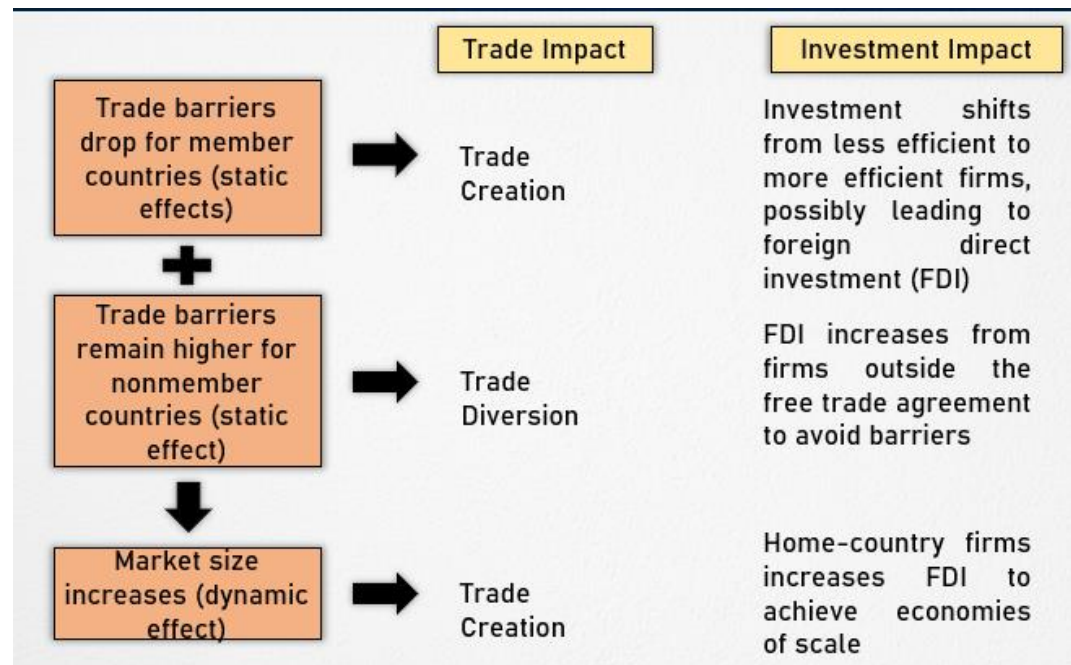 Trade Impact
Investment Impact
Trade barriers
drop for member
countries (static
effects)
Trade
Creation
Investment shifts
from less efficient to
more efficient firms,
possibly leading to
foreign direct
investment (FDI)
Trade barriers
remain higher for
nonmember
countries (static
effect)
Trade
Diversion
FDI increases from
firms outside the
free trade agreement
to avoid barriers
Market size
increases (dynamic
effect)
Trade
Creation
Home-country firms
increases FDI to
achieve economies
of scale